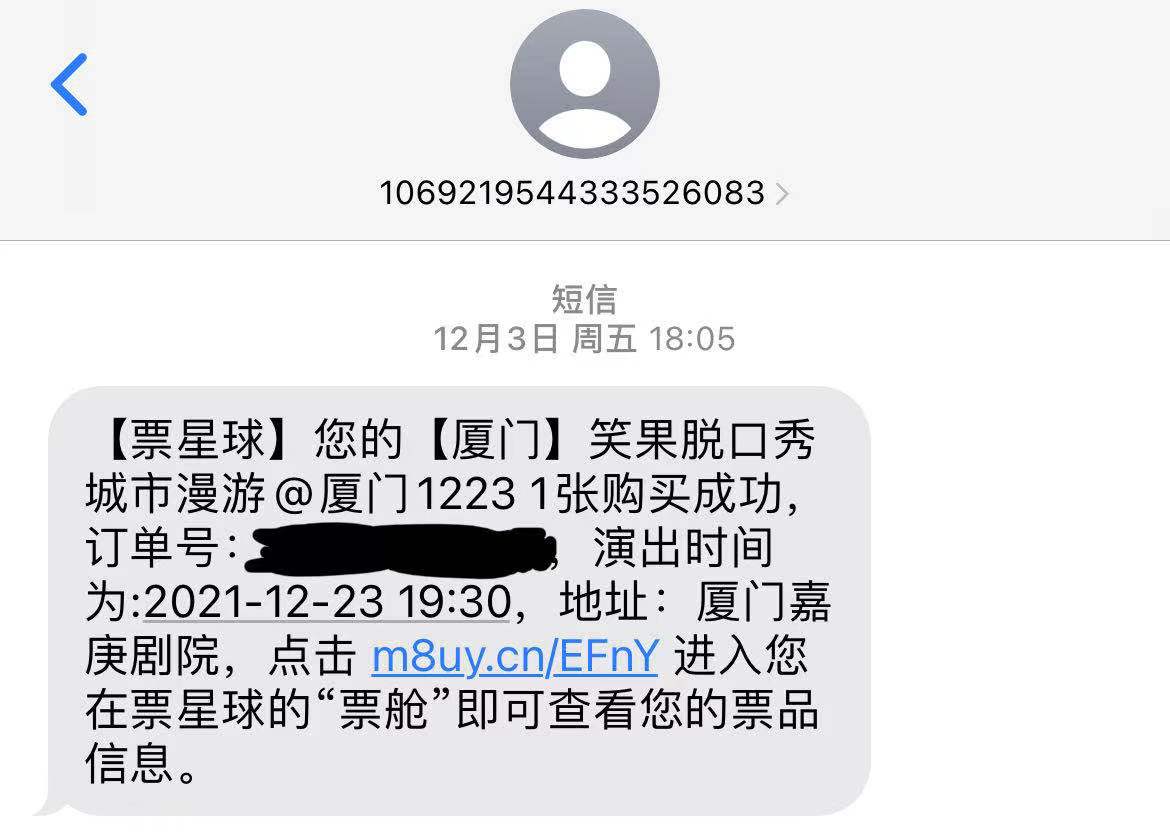 1069219544333526083
短信
12月3日 周五 18:05
【票星球】您的【厦门】笑果脱口秀
城市漫游@厦门1223 1张购买成功，
订单号：，演出时间
为:2021-12-23 19:30，地址：厦门嘉
庚剧院，点击 m8uy.cn/EFnY 进入您
在票星球的“票舱”即可查看您的票品
信息。